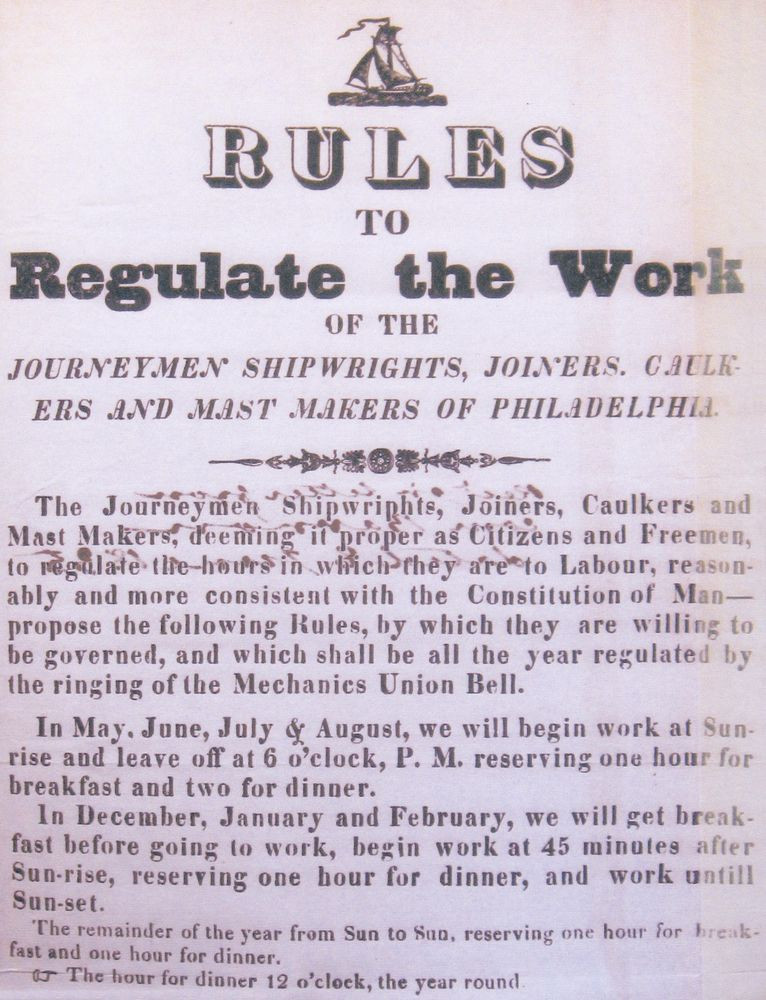 RULES
TO
Regulate the Work
OF THE
JOURNEYMEN SHIPWRIGHTS, JOINERS. CAULK-
ERS AND MAST MAKERS OF PHILADELPHIA.
The Journeymen Shipwriphts, Joiners, Caulkers and
Mast Makers, deeming it proper as Citizens and Freemen,
to regulate the hours in which they are to Labour, reason-
ably and more consistent with the Constitution of Man—
propose the following Rules, by which they are willing to
be governed, and which shall be all the year regulated by
the ringing of the Mechanics Union Bell.
In May. June, July & August, we will begin work at Sun-
rise and leave off at 6 o'clock, P. M. reserving one hour for
breakfast and two for dinner.
In December, January and February, we will get break-
fast before going to work, begin work at 45 minutes after
Sun-rise, reserving one hour for dinner, and work untill
Sun-set.
The remainder of the year from Sun to Sun, reserving one hour for break-
fast and one hour for dinner.
☞ The hour for dinner 12 o'clock, the year round